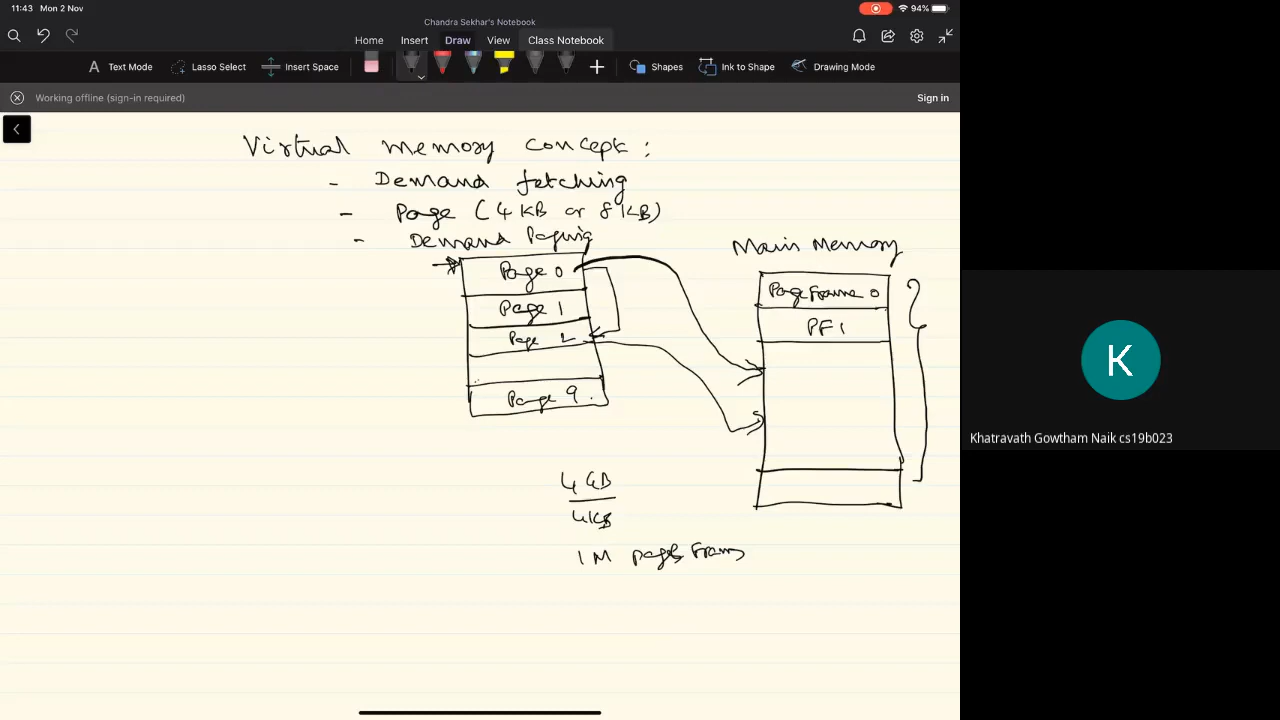 11:43 Mon 2 Nov
94%
Chandra Sekhar's Notebook
Home Insert Draw View Class Notebook
Text Mode Lasso Select Insert Space Shapes Ink to Shape Drawing Mode
Working offline (sign-in required) Sign in
Virtual Memory Concept :
- Demand fetching
- Page (4 KB or 8 KB)
- Demand Paging
Main Memory
Page 0
Page 1
Page 2
Page 9
Page Frame 0
PF 1
4 GB
4 KB
1 M pages Frames
K
Khatravath Gowtham Naik cs19b023